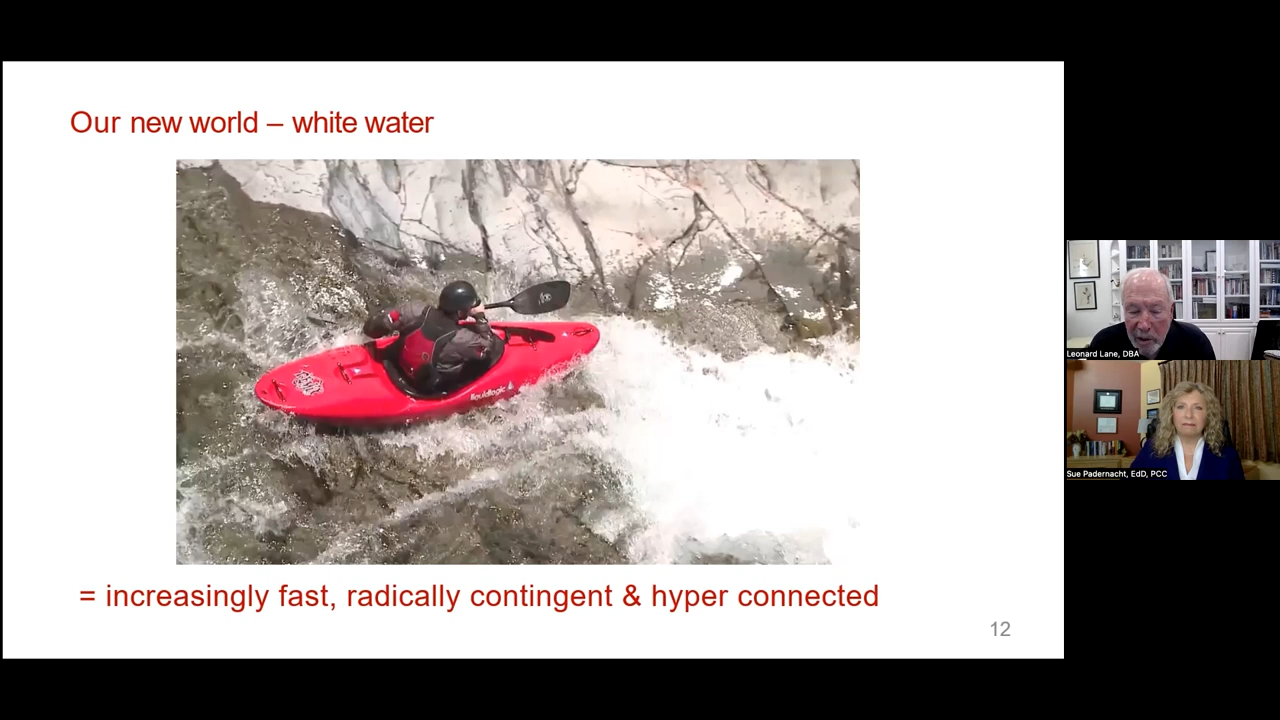 Our new world – white water
liquidlogic
= increasingly fast, radically contingent & hyper connected
12
Leonard Lane, DBA
Sue Padernacht, EdD, PCC